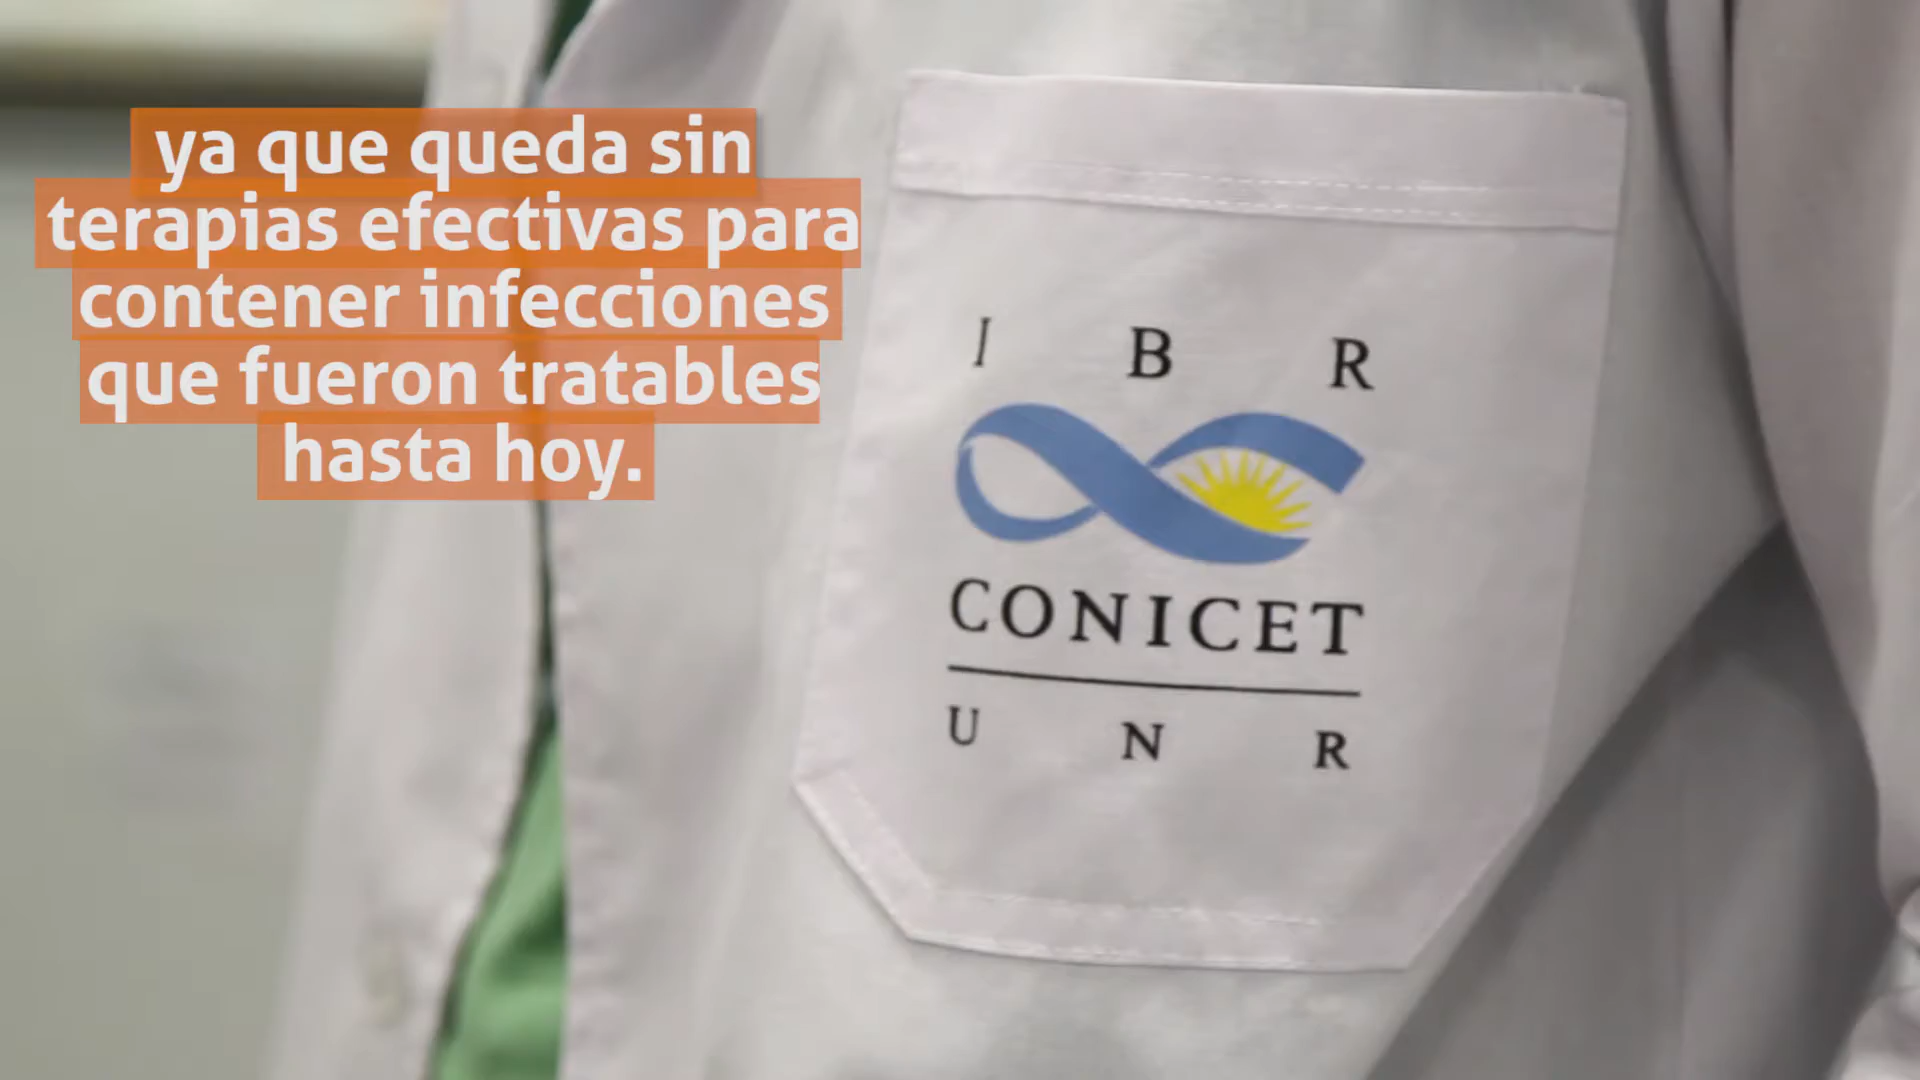 ya que queda sin
terapias efectivas para
contener infecciones
que fueron tratables
hasta hoy.
I B R
CONICET
U N R